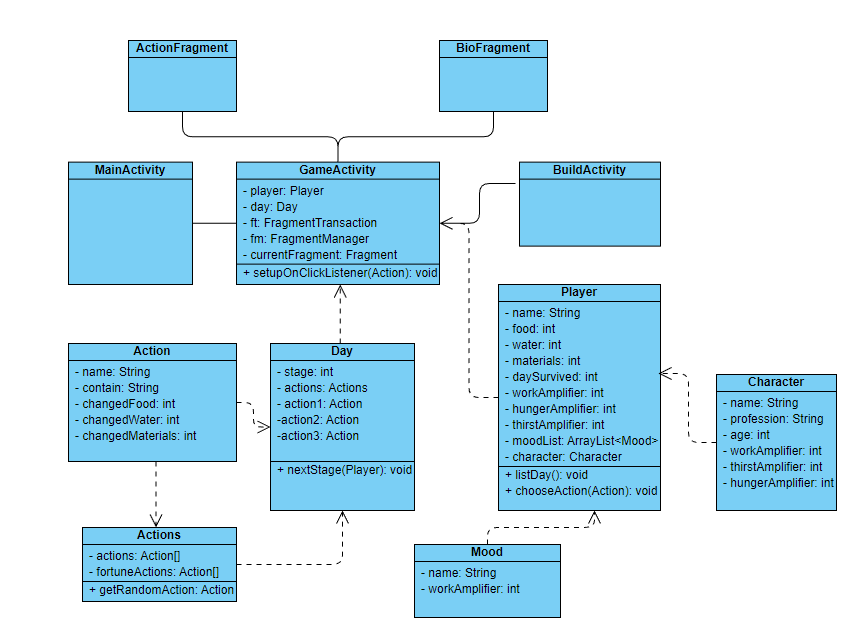 ActionFragment
BioFragment
MainActivity
GameActivity
- player: Player
- day: Day
- ft: FragmentTransaction
- fm: FragmentManager
- currentFragment: Fragment
+ setupOnClickListener(Action): void
BuildActivity
Player
- name: String
- food: int
- water: int
- materials: int
- daySurvived: int
- workAmplifier: int
- hungerAmplifier: int
- thirstAmplifier: int
- moodList: ArrayList<Mood>
- character: Character
+ listDay(): void
+ chooseAction(Action): void
Action
- name: String
- contain: String
- changedFood: int
- changedWater: int
- changedMaterials: int
Day
- stage: int
- actions: Actions
- action1: Action
-action2: Action
-action3: Action
+ nextStage(Player): void
Character
- name: String
- profession: String
- age: int
- workAmplifier: int
- thirstAmplifier: int
- hungerAmplifier: int
Actions
- actions: Action[]
- fortuneActions: Action[]
+ getRandomAction: Action
Mood
- name: String
- workAmplifier: int